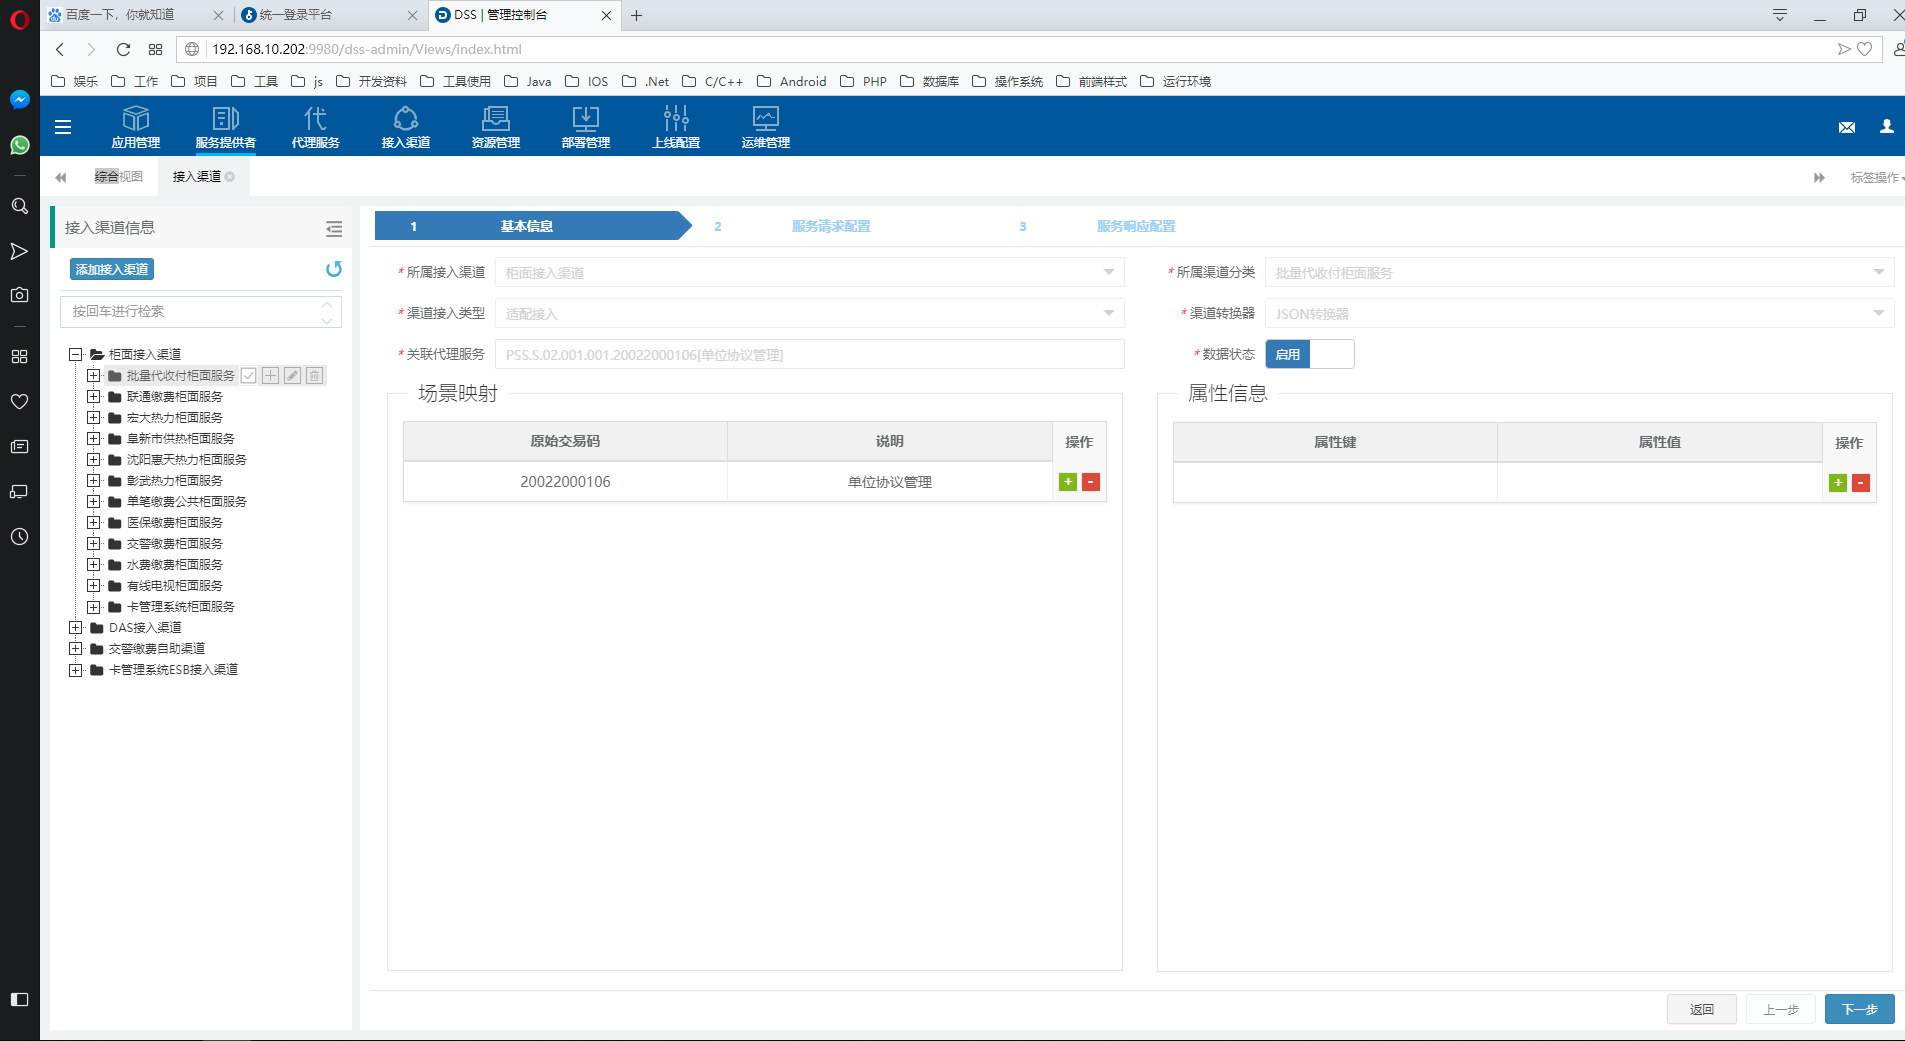 百度一下，你就知道
统一登录平台
DSS | 管理控制台
192.168.10.202:9980/dss-admin/Views/index.html
娱乐 工作 项目 工具 js 开发资料 工具使用 Java IOS .Net C/C++ Android PHP 数据库 操作系统 前端样式 运行环境
应用管理 服务提供者 代理服务 接入渠道 资源管理 部署管理 上线配置 运维管理
综合视图 接入渠道 标签操作
接入渠道信息
添加接入渠道
按回车进行检索
柜面接入渠道
批量代收付柜面服务
联通缴费柜面服务
宏大热力柜面服务
阜新市供热柜面服务
沈阳惠天热力柜面服务
彰武热力柜面服务
单笔缴费公共柜面服务
医保缴费柜面服务
交警缴费柜面服务
水费缴费柜面服务
有线电视柜面服务
卡管理系统柜面服务
DAS接入渠道
交警缴费自助渠道
卡管理系统ESB接入渠道
1 基本信息 2 服务请求配置 3 服务响应配置
*所属接入渠道 柜面接入渠道 *所属渠道分类 批量代收付柜面服务
*渠道接入类型 适配接入 *渠道转换器 JSON转换器
*关联代理服务 PSS.S.02.001.001.20022000106[单位协议管理] *数据状态 启用
场景映射
原始交易码 说明 操作
20022000106 单位协议管理 + -
属性信息
属性键 属性值 操作
+ -
返回 上一步 下一步